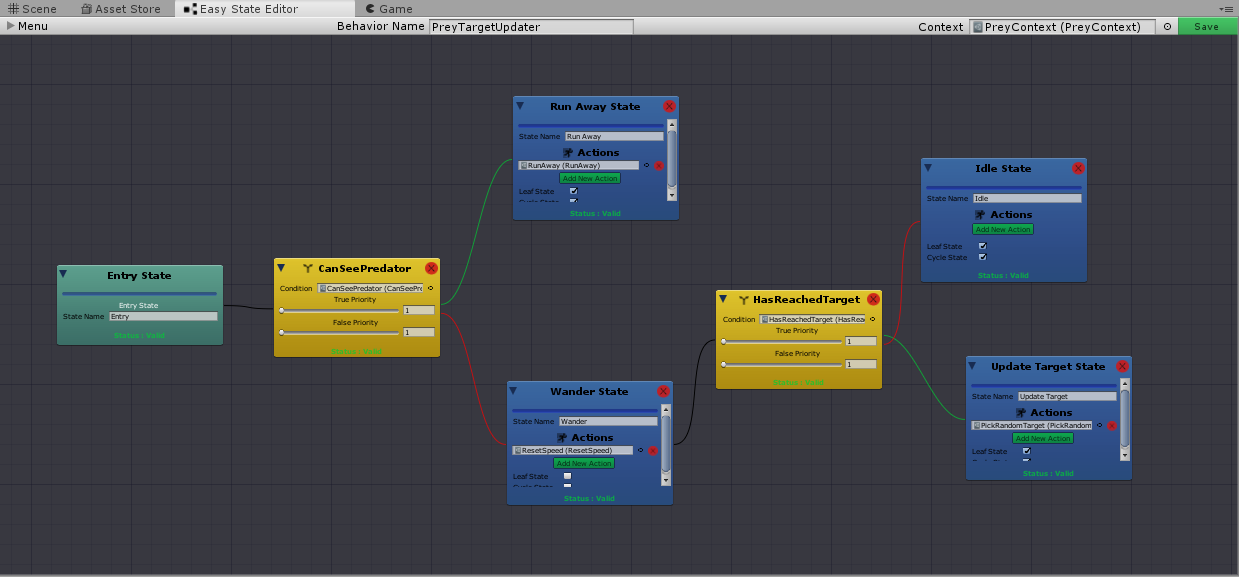 Scene
Asset Store
Easy State Editor
Game
Menu
Behavior Name
PreyTargetUpdater
Context
PreyContext (PreyContext)
Save
Run Away State
State Name
Run Away
Actions
RunAway (RunAway)
Add New Action
Leaf State
Cycle State
Status : Valid
Idle State
State Name
Idle
Actions
Add New Action
Leaf State
Cycle State
Status : Valid
Entry State
Entry State
State Name
Entry
Status : Valid
CanSeePredator
Condition
CanSeePredator (CanSeePre
True Priority
1
False Priority
1
Status : Valid
HasReachedTarget
Condition
HasReachedTarget (HasRea
True Priority
1
False Priority
1
Status : Valid
Wander State
State Name
Wander
Actions
ResetSpeed (ResetSpeed)
Add New Action
Leaf State
Cycle State
Status : Valid
Update Target State
State Name
Update Target
Actions
PickRandomTarget (PickRandom
Add New Action
Leaf State
Status : Valid